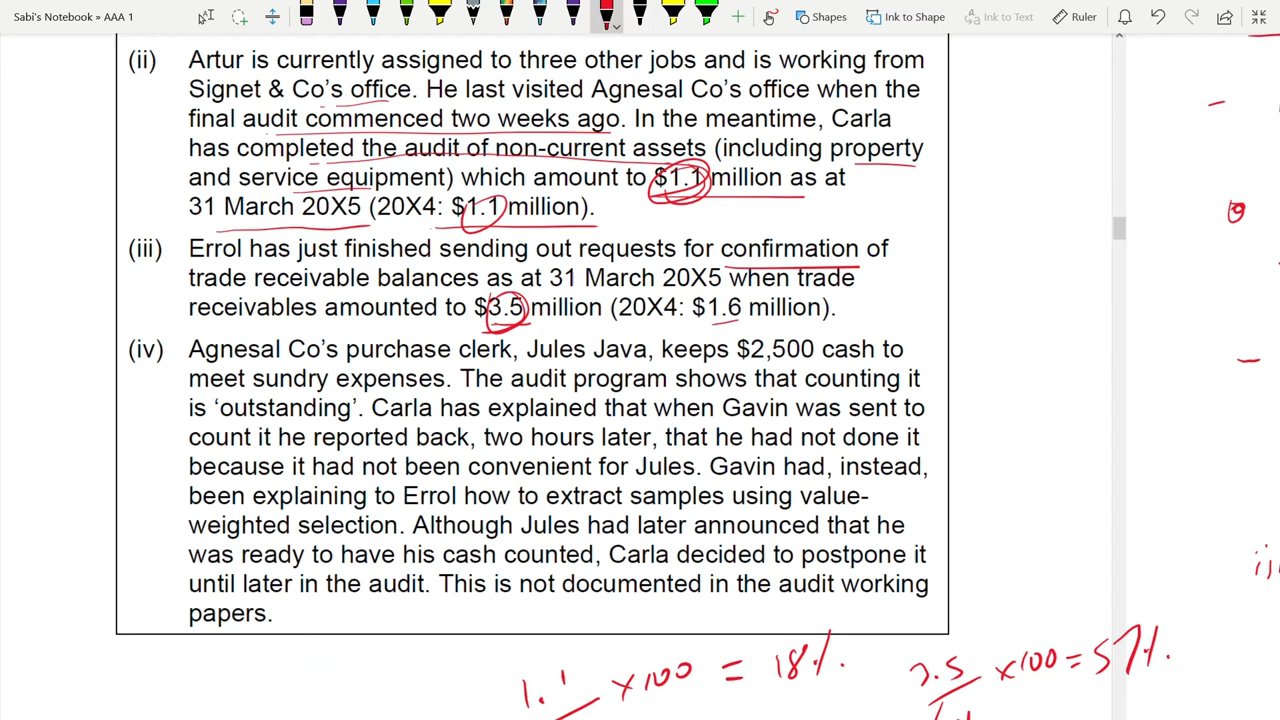 Sabi's Notebook » AAA 1
Shapes
Ink to Shape
Ink to Text
Ruler
(ii) Artur is currently assigned to three other jobs and is working from
Signet & Co's office. He last visited Agnesal Co's office when the
final audit commenced two weeks ago. In the meantime, Carla
has completed the audit of non-current assets (including property
and service equipment) which amount to $1.1 million as at
31 March 20X5 (20X4: $1.1 million).
(iii) Errol has just finished sending out requests for confirmation of
trade receivable balances as at 31 March 20X5 when trade
receivables amounted to $3.5 million (20X4: $1.6 million).
(iv) Agnesal Co's purchase clerk, Jules Java, keeps $2,500 cash to
meet sundry expenses. The audit program shows that counting it
is 'outstanding'. Carla has explained that when Gavin was sent to
count it he reported back, two hours later, that he had not done it
because it had not been convenient for Jules. Gavin had, instead,
been explaining to Errol how to extract samples using value-
weighted selection. Although Jules had later announced that he
was ready to have his cash counted, Carla decided to postpone it
until later in the audit. This is not documented in the audit working
papers.
1.1 x100 = 18%.
3.5 x100 = 57%.